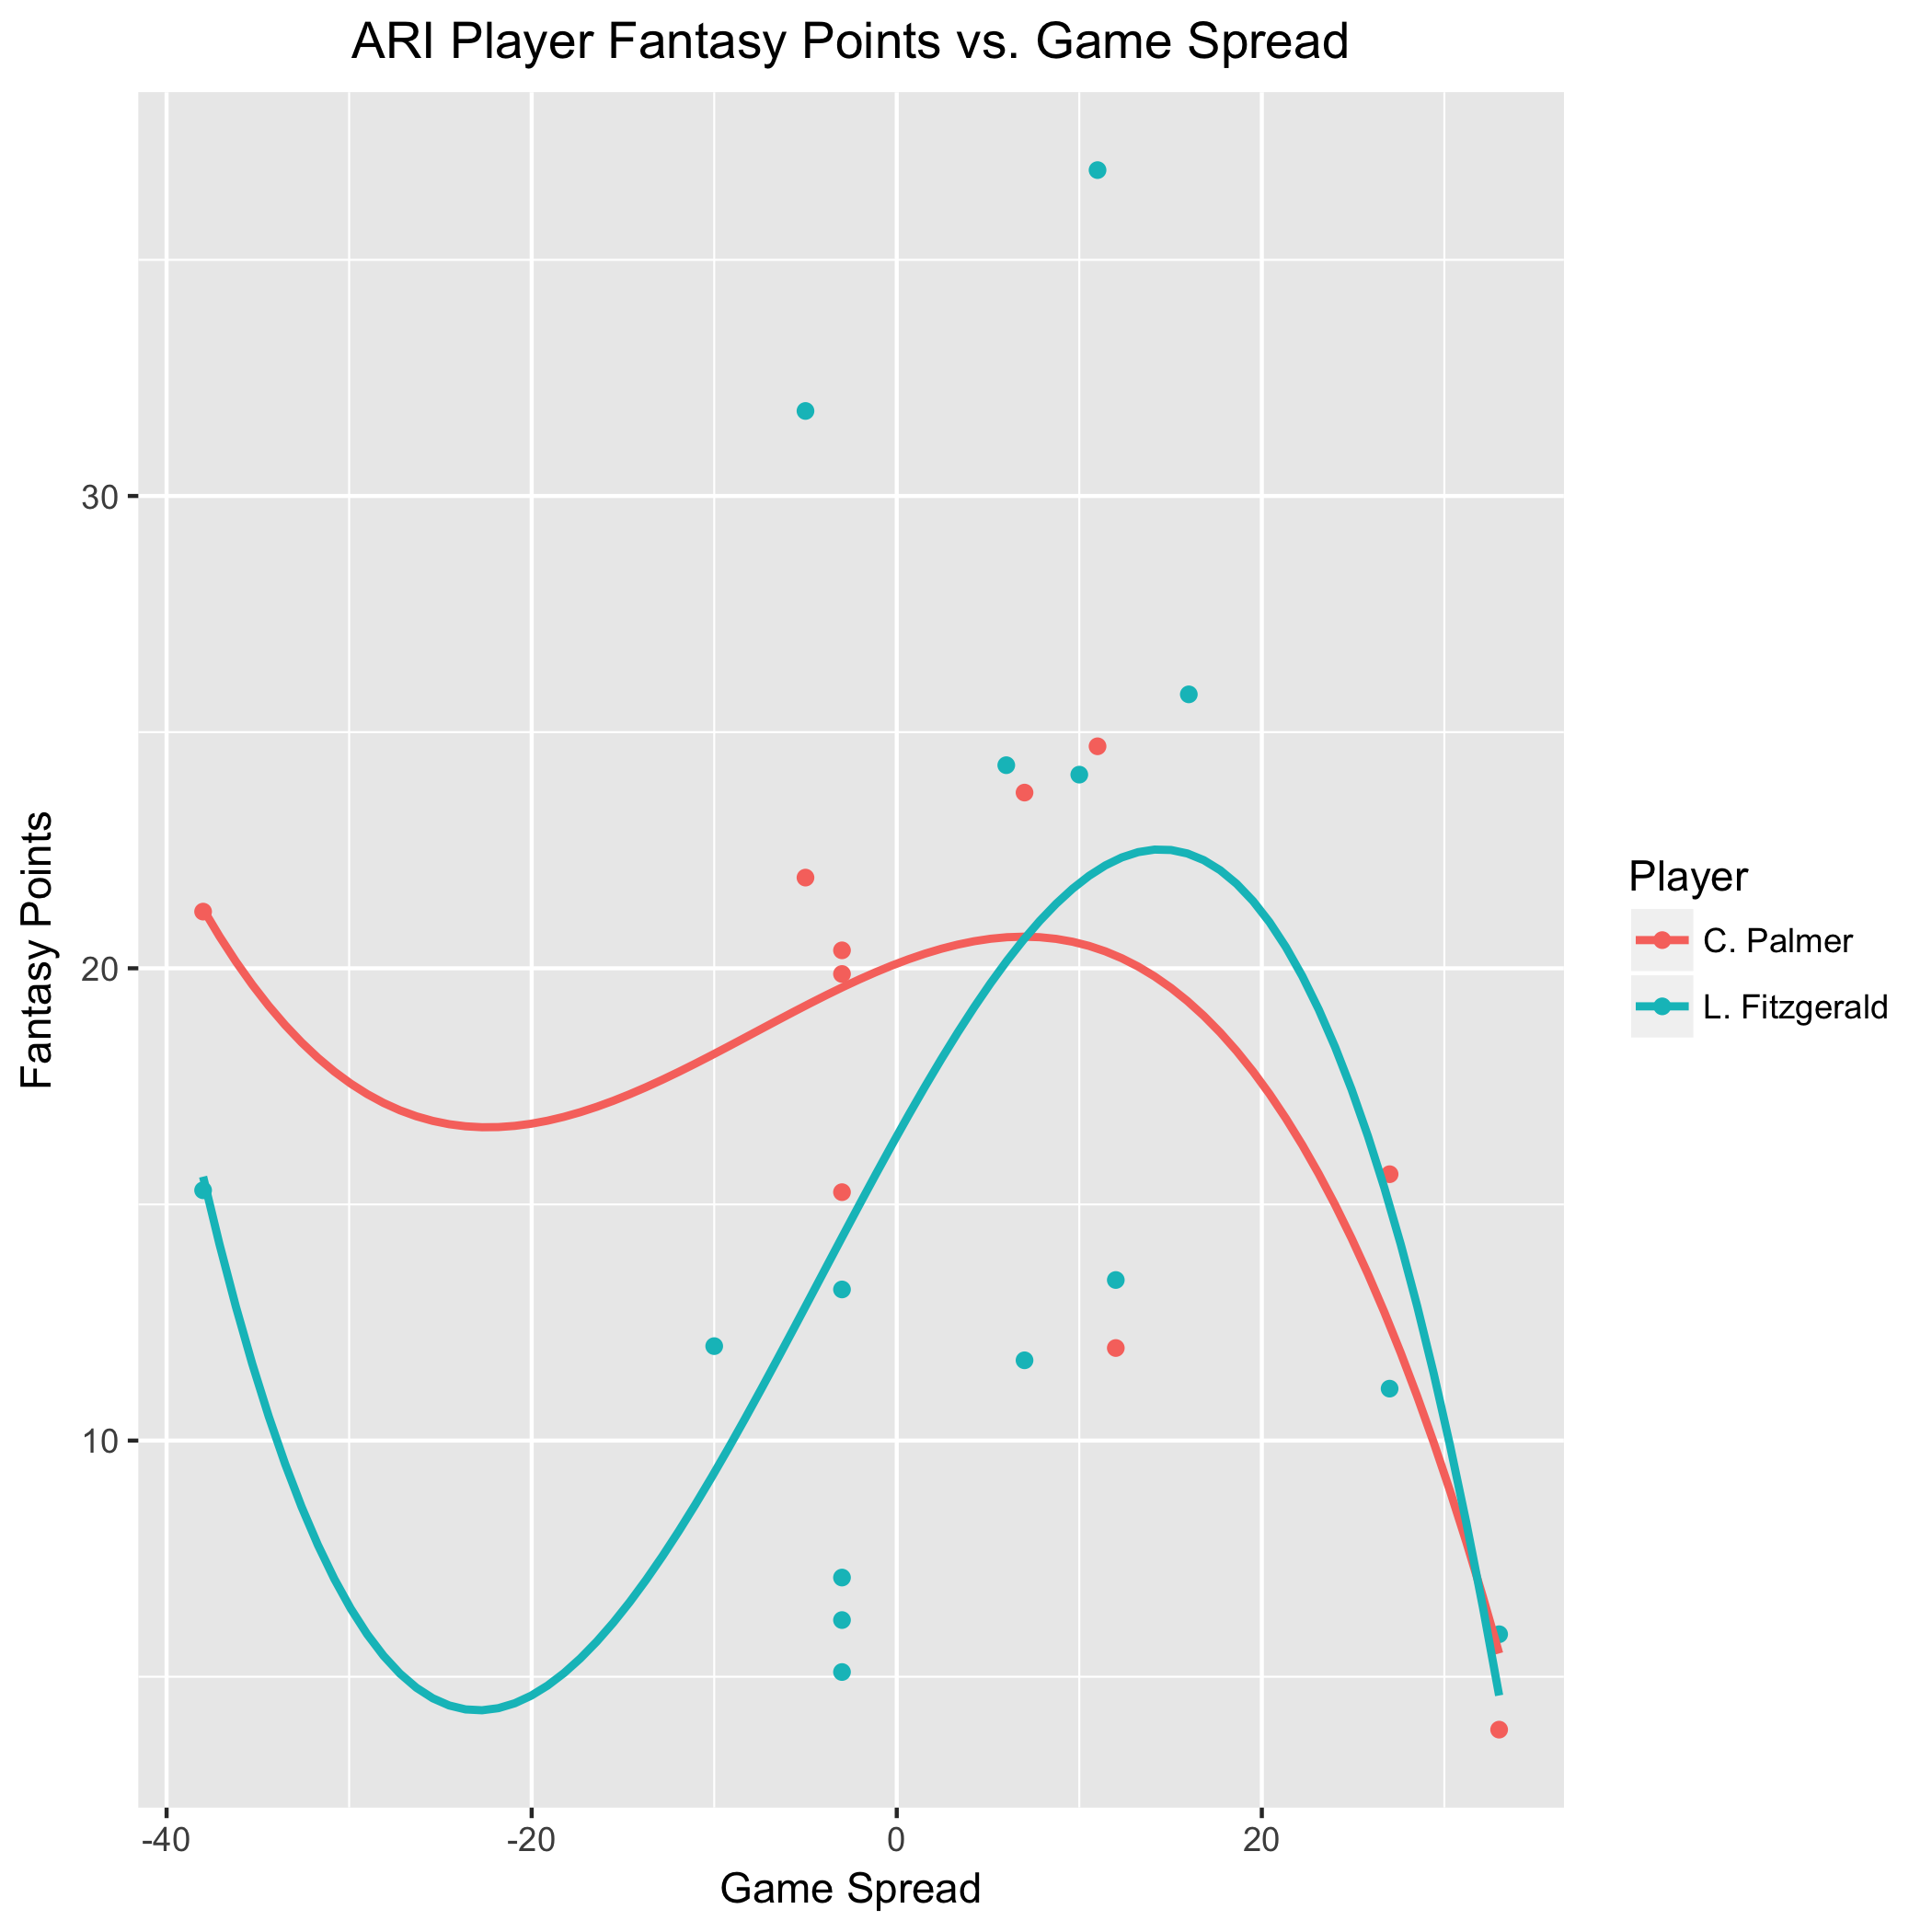 ARI Player Fantasy Points vs. Game Spread
Fantasy Points
30
20
10
-40
-20
0
20
Game Spread
Player
C. Palmer
L. Fitzgerald